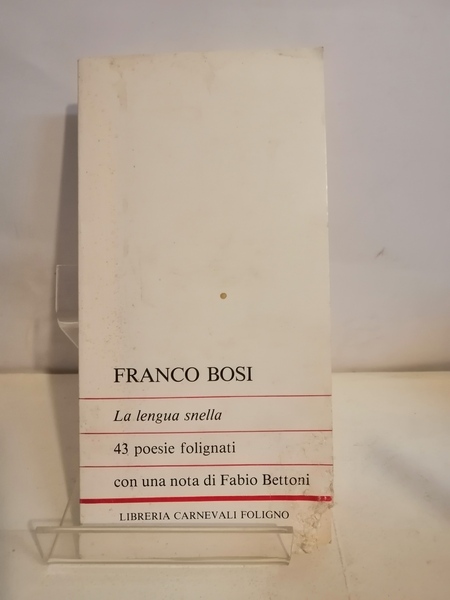 FRANCO BOSI
La lengua snella
43 poesie folignati
con una nota di Fabio Bettoni
LIBRERIA CARNEVALI FOLIGNO